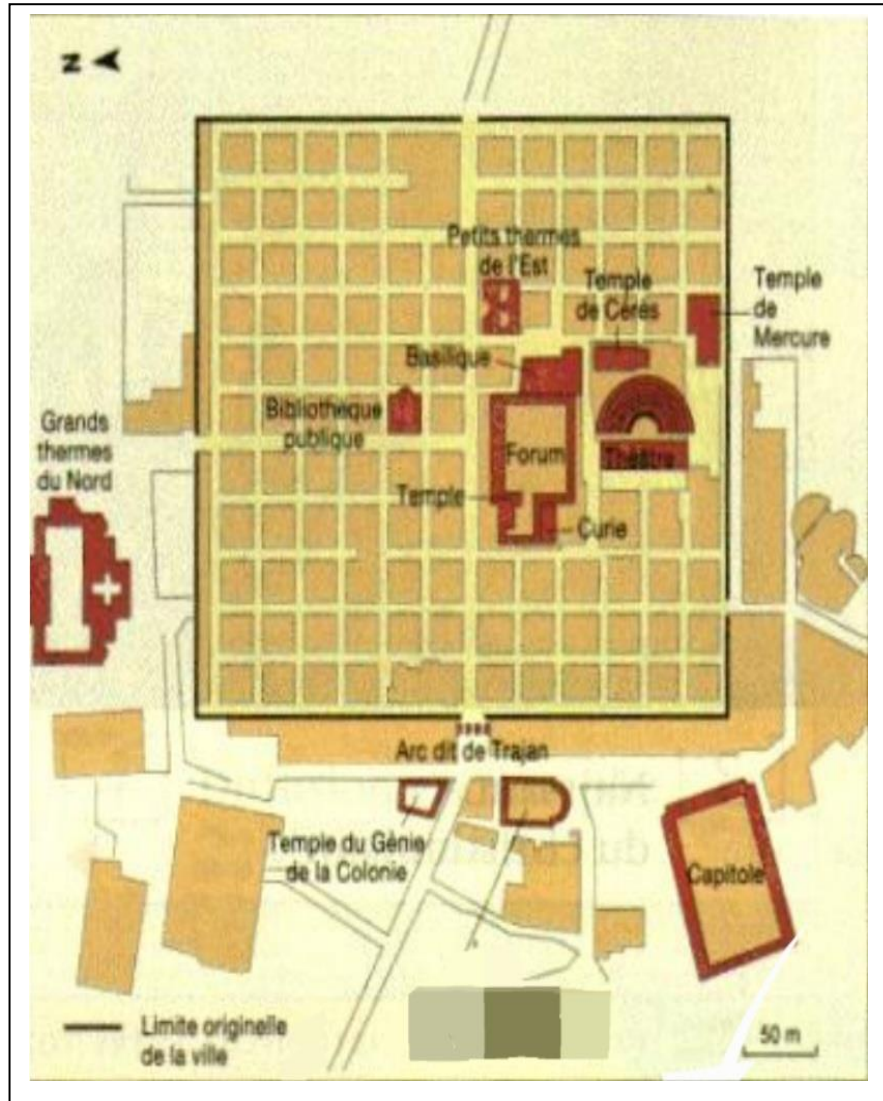 N
Petits thermes
de l'Est
Temple
de Cérès
Temple
de
Mercure
Basilique
Bibliothèque
publique
Grands
thermes
du Nord
Forum
Théâtre
Temple
Curie
Arc dit de Trajan
Temple du Génie
de la Colonie
Capitole
Limite originelle
de la ville
50 m